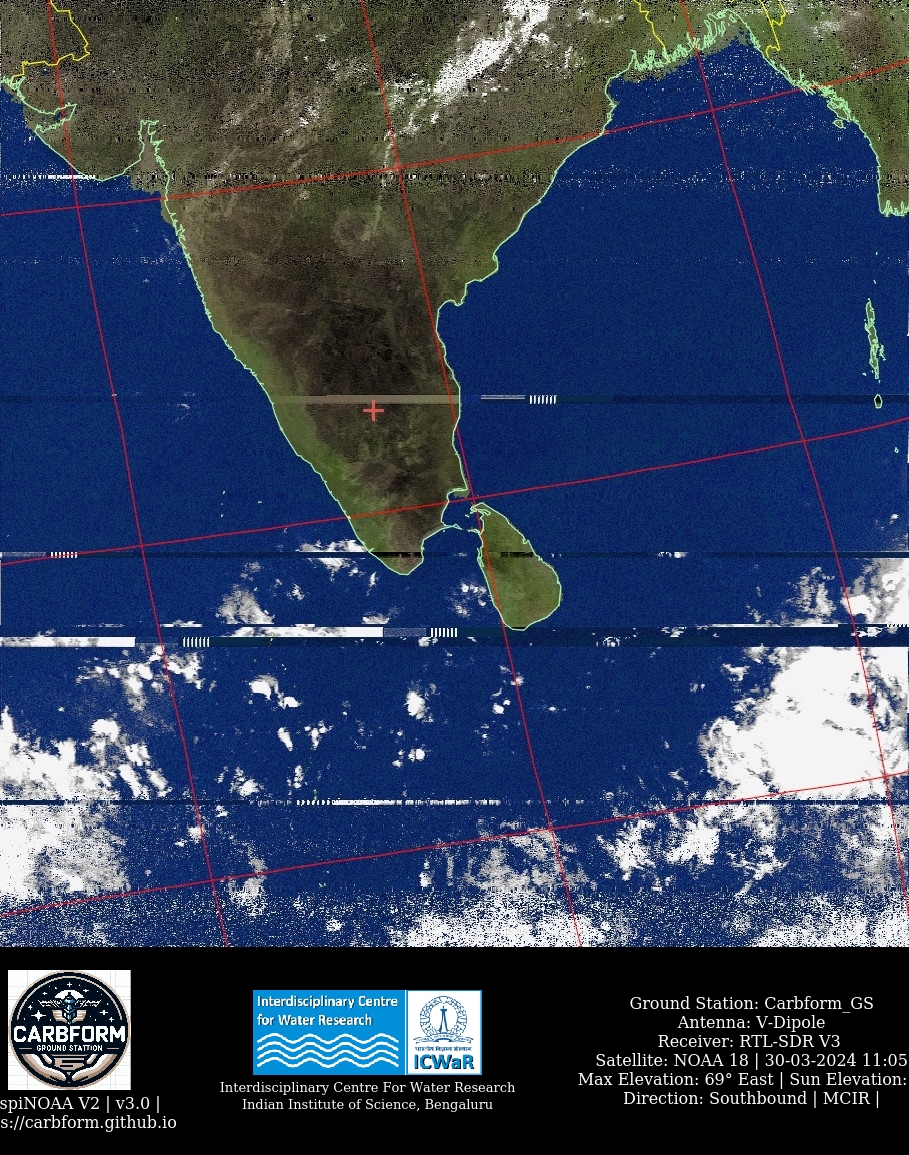 CARBFORM
GROUND STATTION
spiNOAA V2 | v3.0 |
s://carbform.github.io
Interdisciplinary Centre
for Water Research
ICWaR
Interdisciplinary Centre For Water Research
Indian Institute of Science, Bengaluru
Ground Station: Carbform_GS
Antenna: V-Dipole
Receiver: RTL-SDR V3
Satellite: NOAA 18 | 30-03-2024 11:05
Max Elevation: 69° East | Sun Elevation:
Direction: Southbound | MCIR |